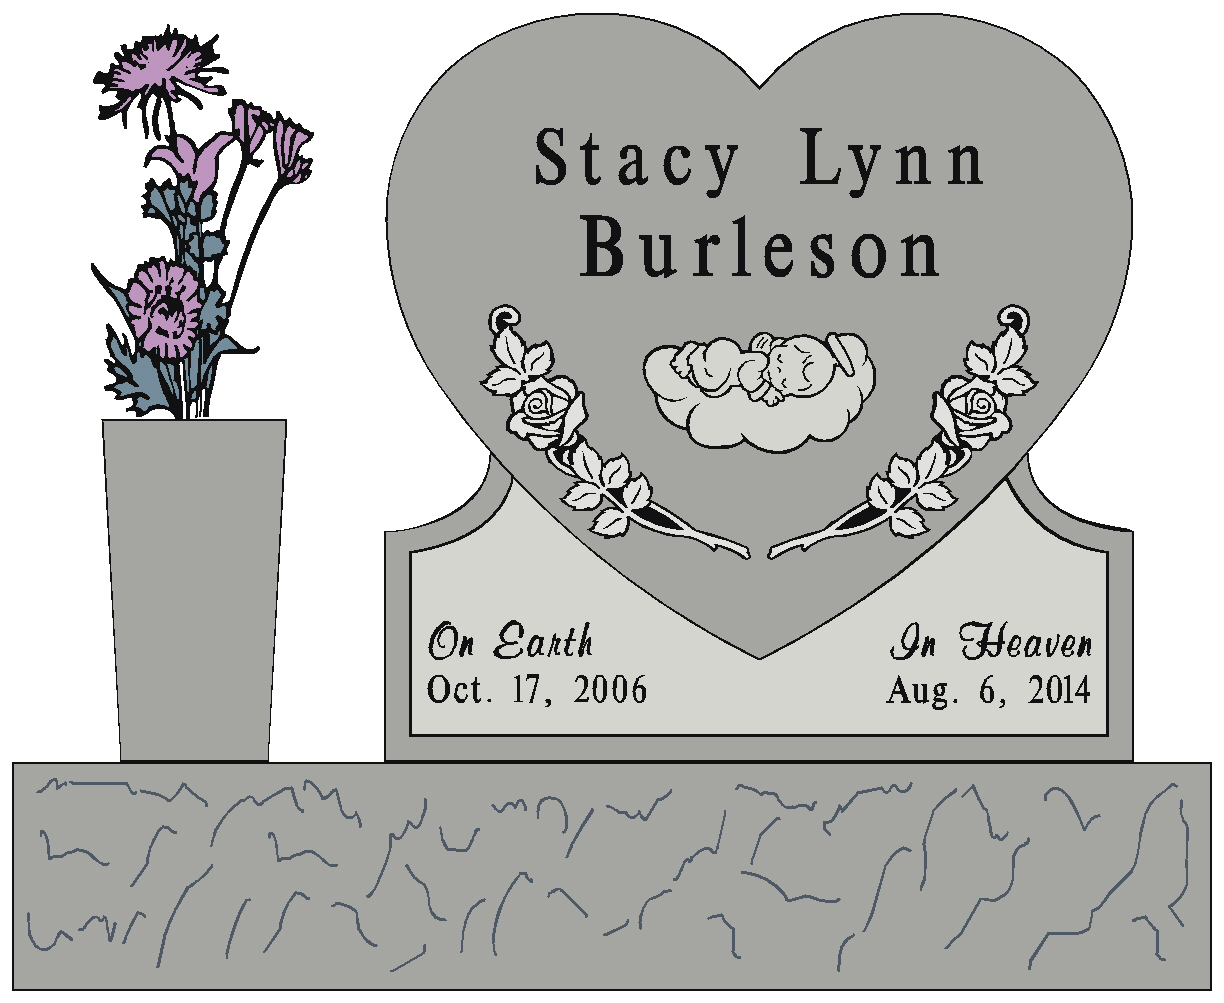 Stacy Lynn
Burleson
On Earth
Oct. 17, 2006
In Heaven
Aug. 6, 2014